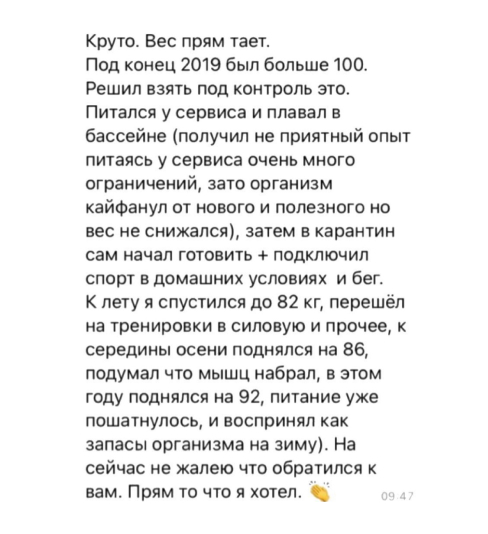 Круто. Вес прям тает.
Под конец 2019 был больше 100.
Решил взять под контроль это.
Питался у сервиса и плавал в
бассейне (получил не приятный опыт
питаясь у сервиса очень много
ограничений, зато организм
кайфанул от нового и полезного но
вес не снижался), затем в карантин
сам начал готовить + подключил
спорт в домашних условиях и бег.
К лету я спустился до 82 кг, перешёл
на тренировки в силовую и прочее, к
середины осени поднялся на 86,
подумал что мышц набрал, в этом
году поднялся на 92, питание уже
пошатнулось, и воспринял как
запасы организма на зиму). На
сейчас не жалею что обратился к
вам. Прям то что я хотел. 👏 09:47